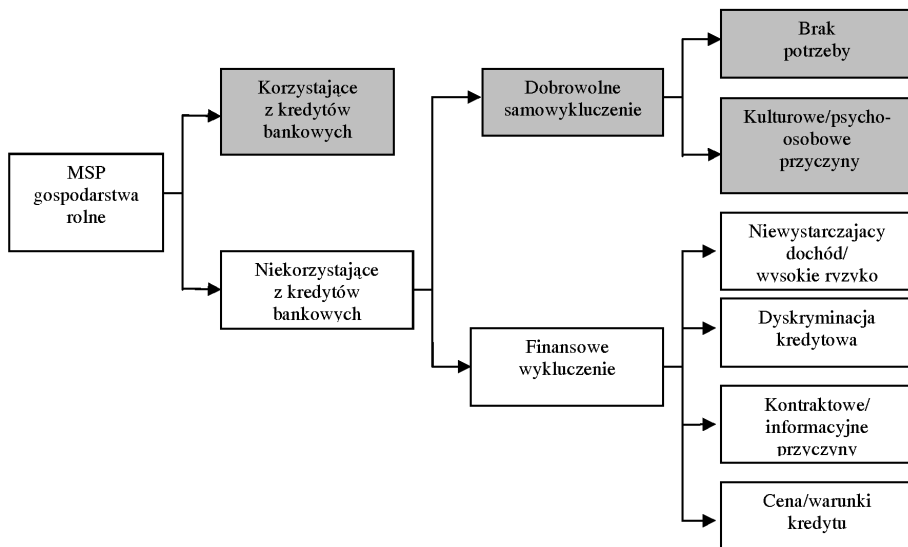 MSP
gospodarstwa
rolne
Korzystające
z kredytów
bankowych
Niekorzystające
z kredytów
bankowych
Dobrowolne
samowykluczenie
Finansowe
wykluczenie
Brak
potrzeby
Kulturowe/psycho-
osobowe
przyczyny
Niewystarczajacy
dochód/
wysokie ryzyko
Dyskryminacja
kredytowa
Kontraktowe/
informacyjne
przyczyny
Cena/warunki
kredytu